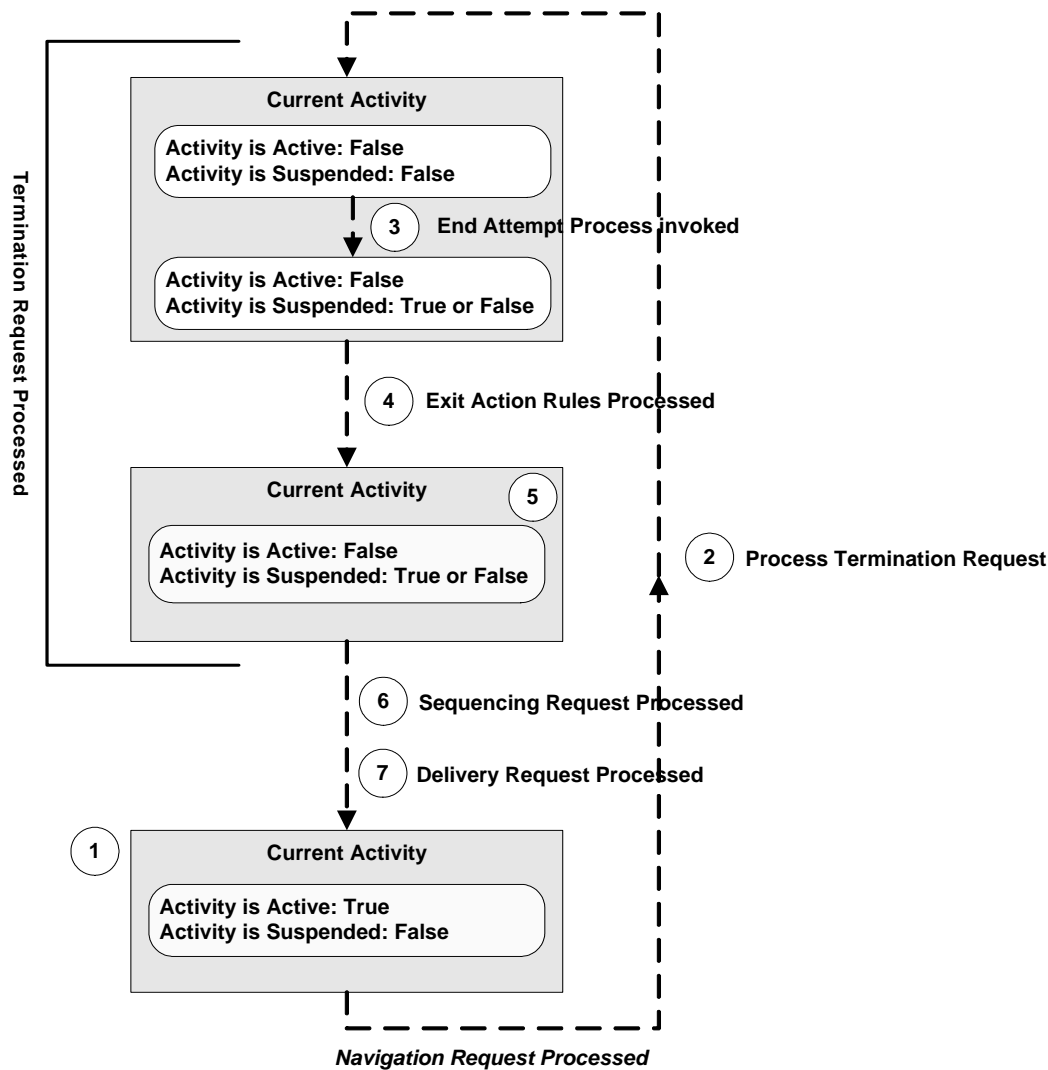 Termination Request Processed
Current Activity
Activity is Active: False
Activity is Suspended: False
3 End Attempt Process invoked
Activity is Active: False
Activity is Suspended: True or False
4 Exit Action Rules Processed
Current Activity
5
Activity is Active: False
Activity is Suspended: True or False
2 Process Termination Request
6 Sequencing Request Processed
7 Delivery Request Processed
1
Current Activity
Activity is Active: True
Activity is Suspended: False
Navigation Request Processed